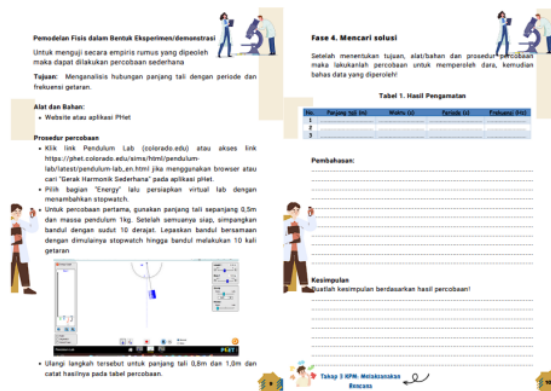 Pemodelan Fisis dalam Bentuk Eksperimen/demonstrasi
Untuk menguji secara empiris rumus yang dipeoleh
maka dapat dilakukan percobaan sederhana
Tujuan: Menganalisis hubungan panjang tali dengan periode dan
frekuensi getaran.
Alat dan Bahan:
• Website atau aplikasi PHet
Prosedur percobaan
• Klik link Pendulum Lab (colorado.edu) atau akses link
https://phet.colorado.edu/sims/html/pendulum-
lab/latest/pendulum-lab_en.html jika menggunakan browser atau
cari "Gerak Harmonik Sederhana" pada aplikasi pHet.
• Pilih bagian "Energy" lalu persiapkan virtual lab dengan
menambahkan stopwatch.
• Untuk percobaan pertama, gunakan panjang tali sepanjang 0,5m
dan massa pendulum 1kg. Setelah semuanya siap, simpangkan
bandul dengan sudut 10 derajat. Lepaskan bandul bersamaan
dengan dimulainya stopwatch hingga bandul melakukan 10 kali
getaran
PhET
• Ulangi langkah tersebut untuk panjang tali 0,8m dan 1,0m dan
catat hasilnya pada tabel percobaan.
Fase 4. Mencari solusi
Setelah menentukan tujuan, alat/bahan dan prosedur percobaan
maka lakukanlah percobaan untuk memperoleh dara, kemudian
bahas data yang diperoleh!
Tabel 1. Hasil Pengamatan
No. Panjang tali (m) Waktu (s) Periode (s) Frekuensi (Hz)
1
2
3
Pembahasan:
Kesimpulan
Buatlah kesimpulan berdasarkan hasil percobaan!
Tahap 3 KPM: Melaksanakan
Rencana